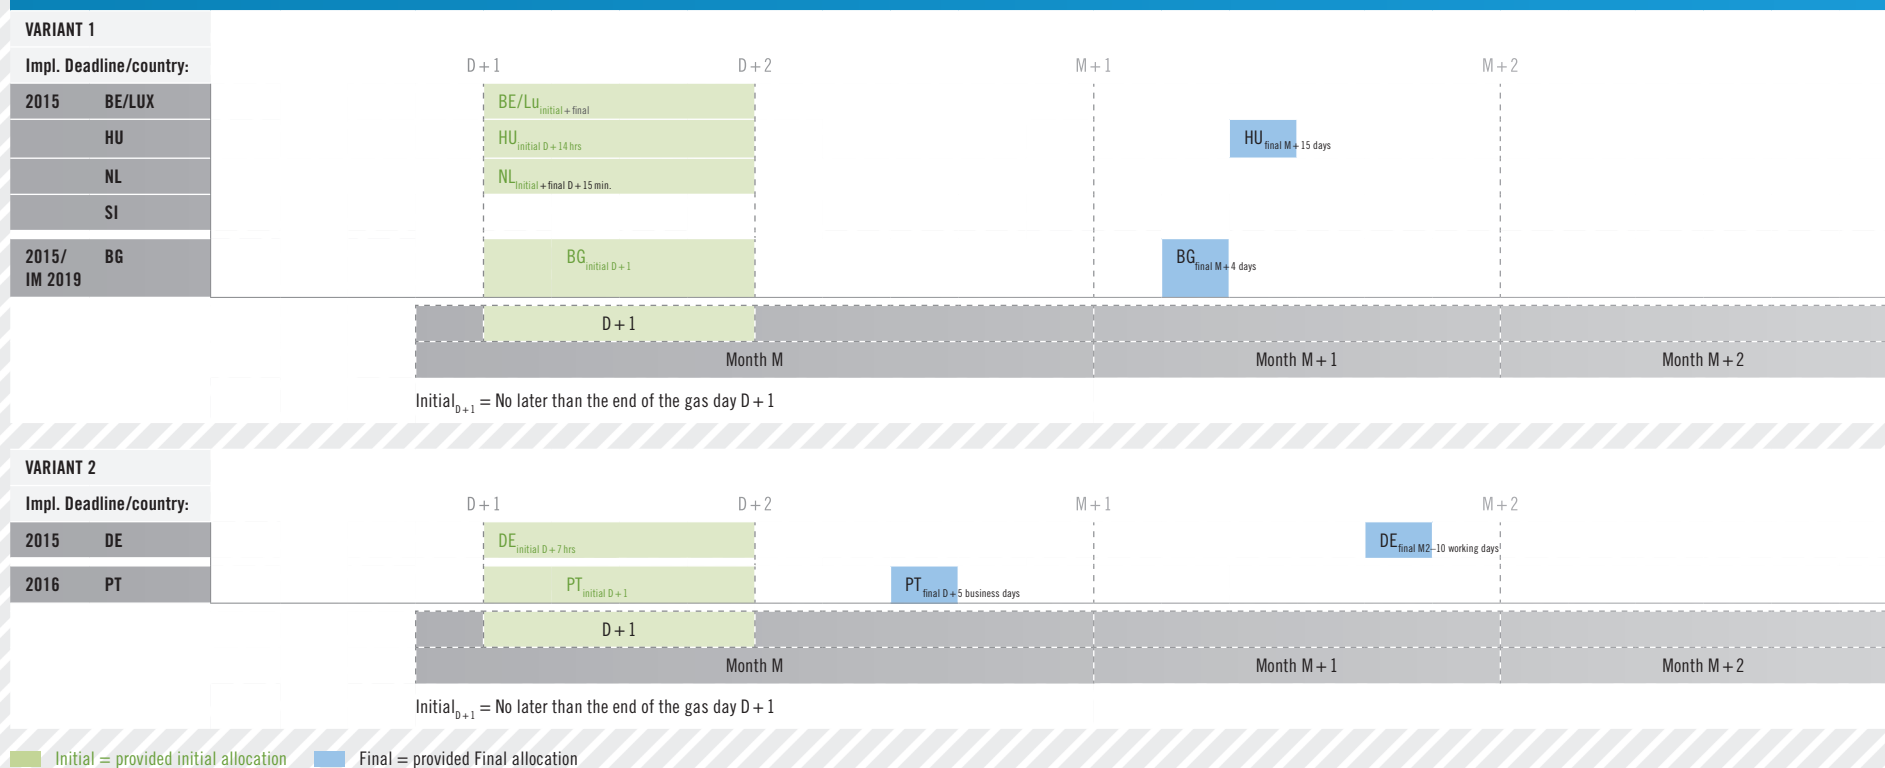 VARIANT 1
Impl. Deadline/country:
D + 1 D + 2 M + 1 M + 2
2015 BE/LUX BE/Lu initial + final
HU HU initial D + 14 hrs HU final M + 15 days
NL NL Initial + final D + 15 min.
SI
2015/ BG BG initial D + 1 BG final M + 4 days
IM 2019
D + 1
Month M Month M + 1 Month M + 2
Initial D + 1 = No later than the end of the gas day D + 1
VARIANT 2
Impl. Deadline/country:
D + 1 D + 2 M + 1 M + 2
2015 DE DE initial D + 7 hrs DE final M2–10 working days
2016 PT PT initial D + 1 PT final D + 5 business days
D + 1
Month M Month M + 1 Month M + 2
Initial D + 1 = No later than the end of the gas day D + 1
Initial = provided initial allocation Final = provided Final allocation